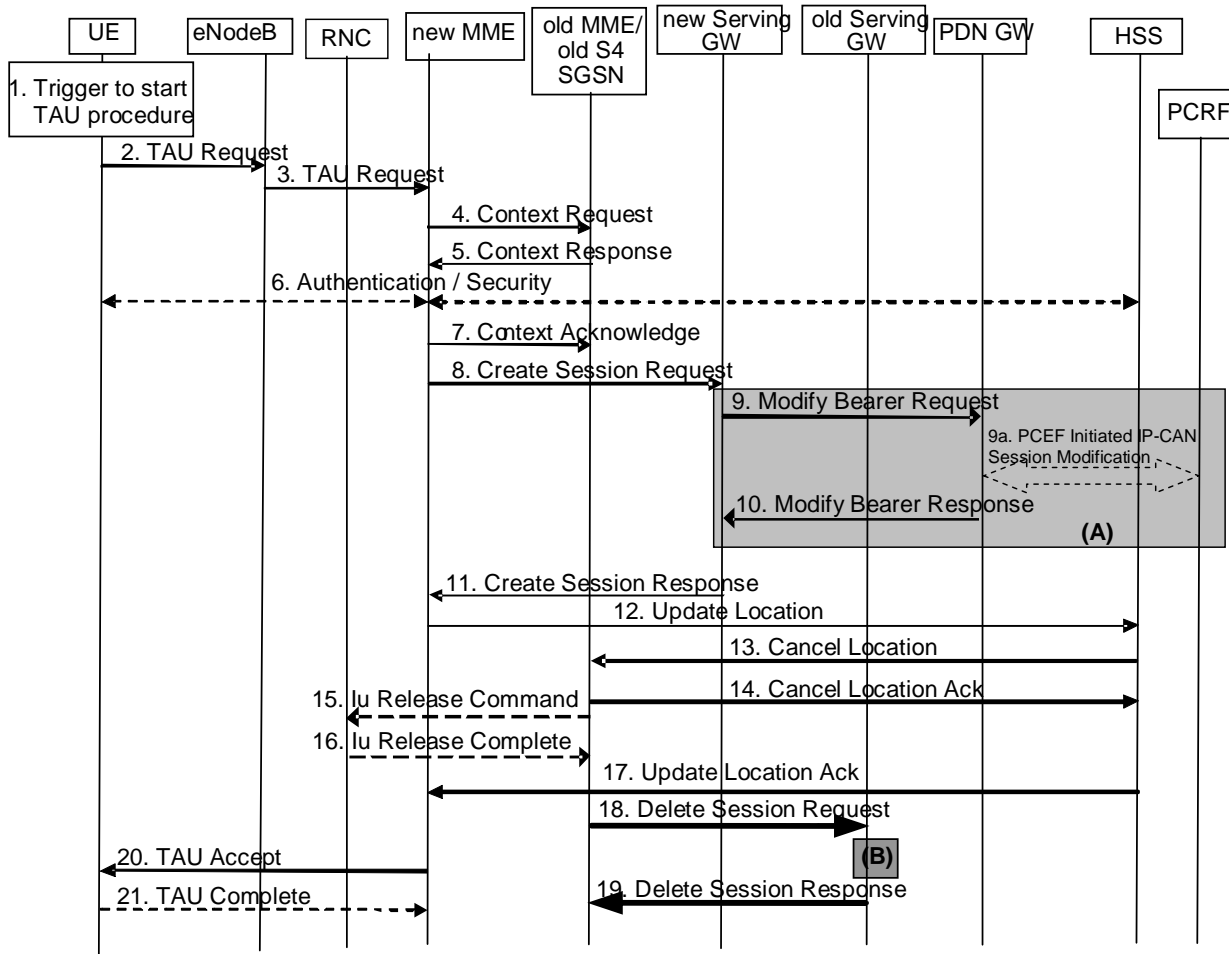 UE
eNodeB
RNC
new MME
old MME/
old S4
SGSN
new Serving
GW
old Serving
GW
PDN GW
HSS
PCRF
1. Trigger to start
TAU procedure
2. TAU Request
3. TAU Request
4. Context Request
5. Context Response
6. Authentication / Security
7. Context Acknowledge
8. Create Session Request
9. Modify Bearer Request
9a. PCEF Initiated IP-CAN
Session Modification
10. Modify Bearer Response
(A)
11. Create Session Response
12. Update Location
13. Cancel Location
14. Cancel Location Ack
15. Iu Release Command
16. Iu Release Complete
17. Update Location Ack
18. Delete Session Request
(B)
20. TAU Accept
19. Delete Session Response
21. TAU Complete